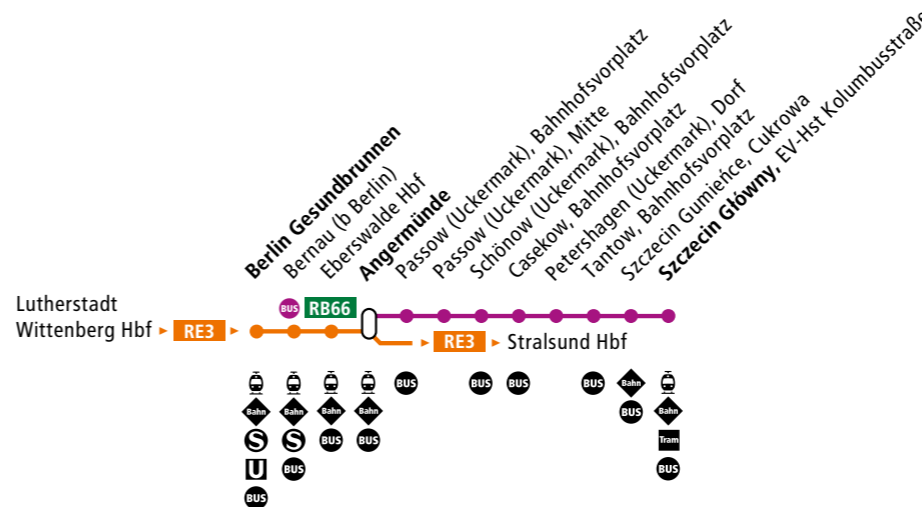 Berlin Gesundbrunnen
Bernau (b Berlin)
Eberswalde Hbf
Angermünde
Passow (Uckermark), Bahnhofsvorplatz
Passow (Uckermark), Mitte
Schönow (Uckermark), Bahnhofsvorplatz
Casekow, Bahnhofsvorplatz
Petershagen (Uckermark), Dorf
Tantow, Bahnhofsvorplatz
Szczecin Gumieńce, Cukrowa
Szczecin Główny, EV-Hst Kolumbusstraße
Lutherstadt
Wittenberg Hbf
RE3
BUS RB66
RE3 Stralsund Hbf
BUS BUS BUS BUS Bahn
Bahn Bahn Bahn Bahn BUS Bahn
S S BUS BUS Tram
U BUS BUS
BUS